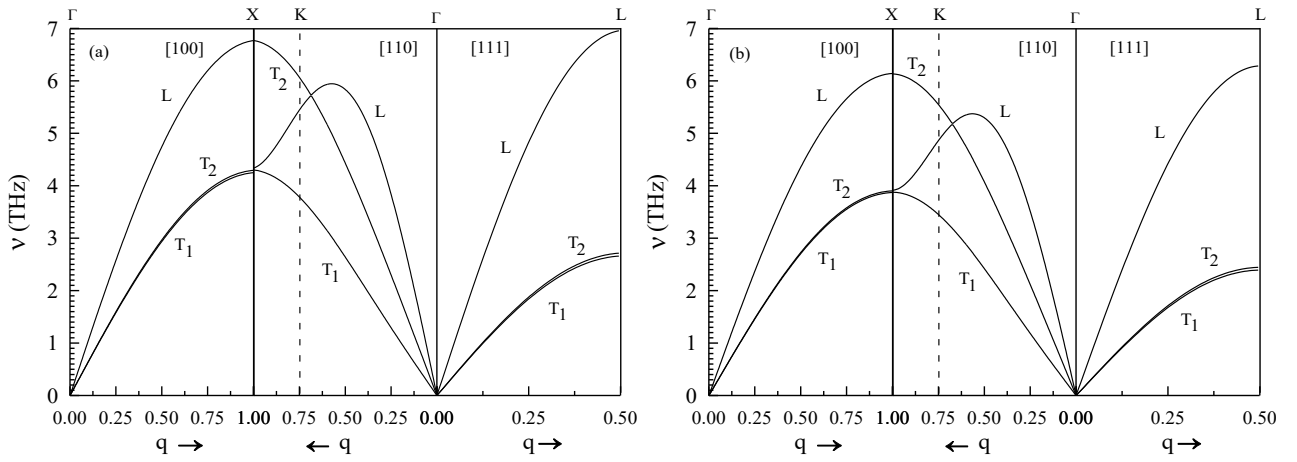 Γ X K Γ L
(a) [100] [110] [111]
7
6
5
4
3
2
1
0
ν (THz)
L
T2
T1
T2
L
T1
L
T2
T1
0.00 0.25 0.50 0.75 1.00 0.75 0.50 0.25 0.00 0.25 0.50
q → ← q q →
Γ X K Γ L
(b) [100] [110] [111]
7
6
5
4
3
2
1
0
ν (THz)
L
T2
T1
T2
L
T1
L
T2
T1
0.00 0.25 0.50 0.75 1.00 0.75 0.50 0.25 0.00 0.25 0.50
q → ← q q →